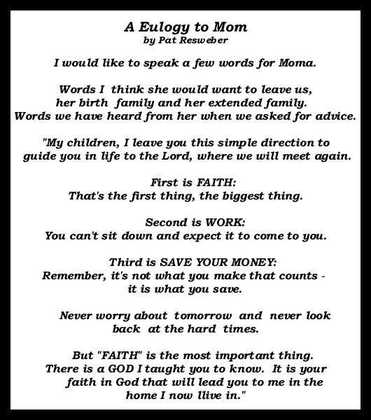 A Eulogy to Mom
by Pat Resweber
I would like to speak a few words for Moma.
Words I think she would want to leave us,
her birth family and her extended family.
Words we have heard from her when we asked for advice.
"My children, I leave you this simple direction to
guide you in life to the Lord, where we will meet again.
First is FAITH:
That's the first thing, the biggest thing.
Second is WORK:
You can't sit down and expect it to come to you.
Third is SAVE YOUR MONEY:
Remember, it's not what you make that counts -
it is what you save.
Never worry about tomorrow and never look
back at the hard times.
But "FAITH" is the most important thing.
There is a GOD I taught you to know. It is your
faith in God that will lead you to me in the
home I now llive in."